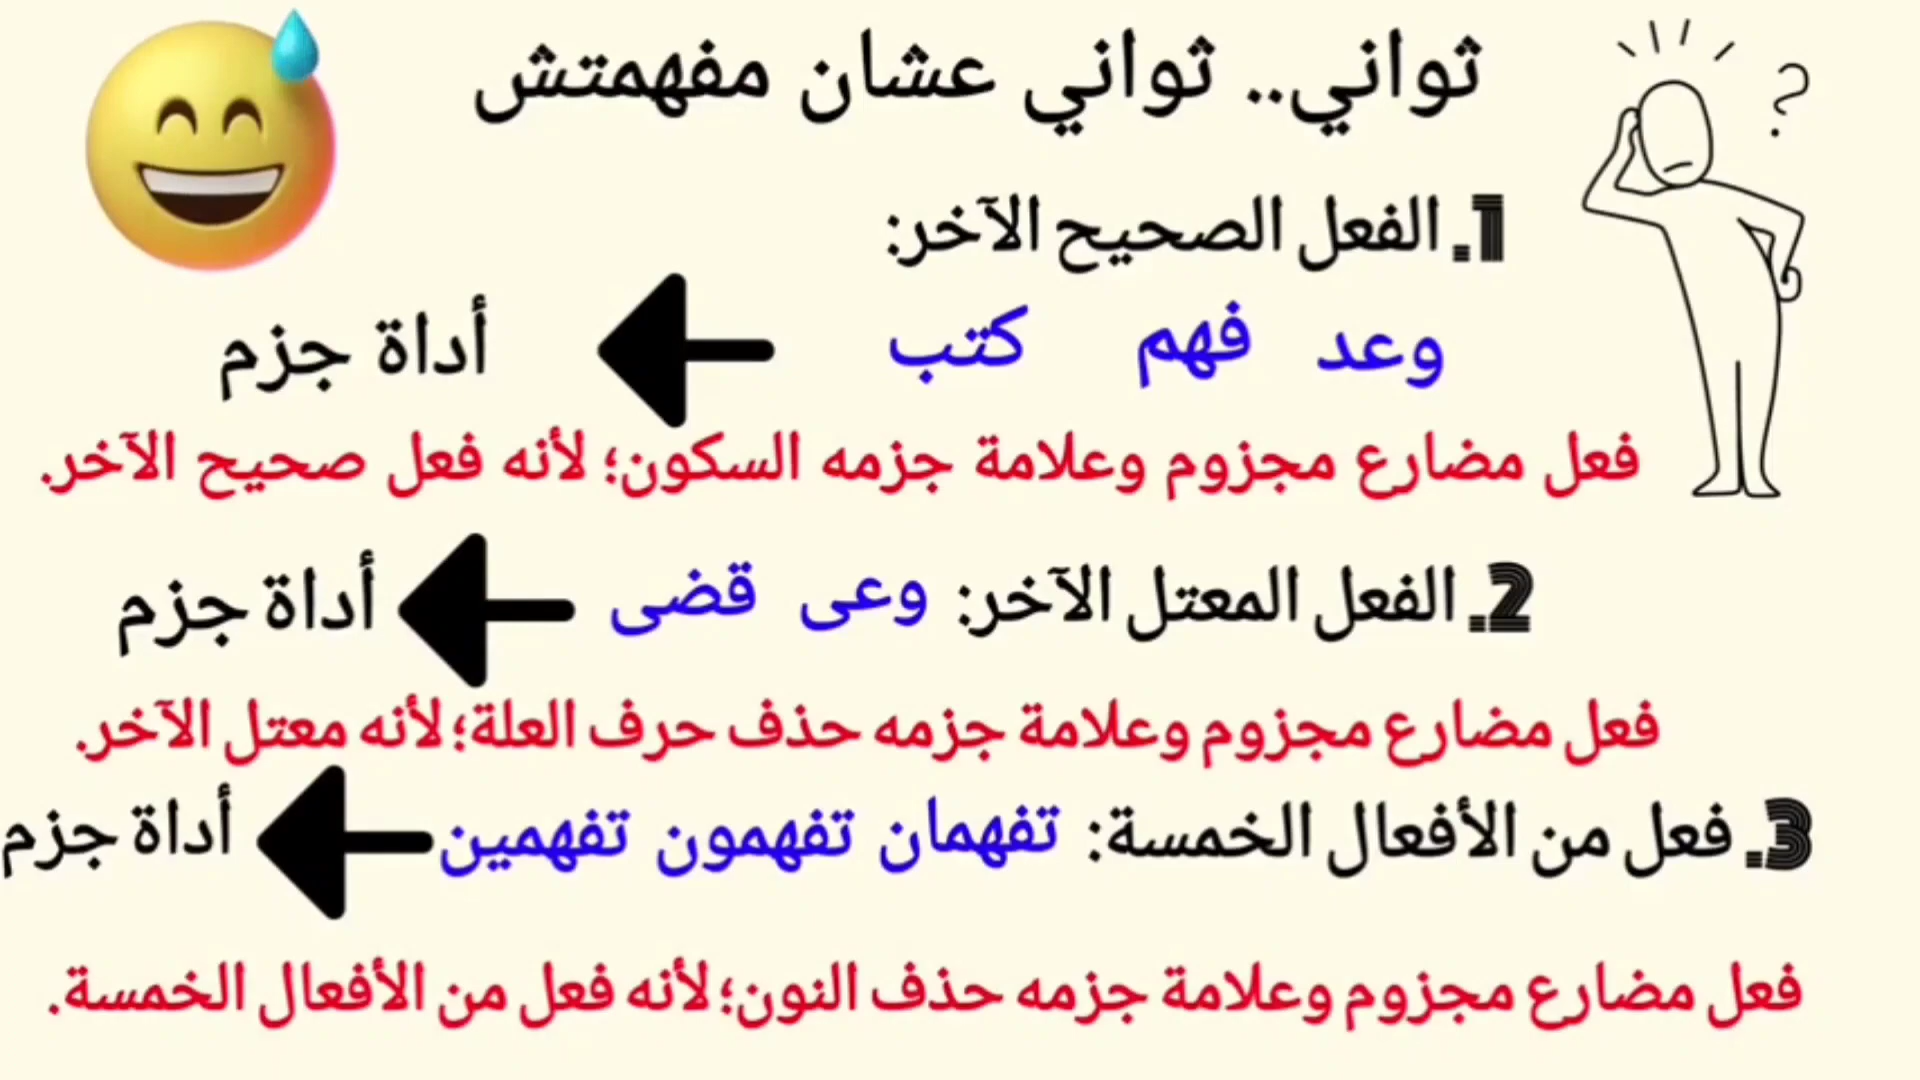 ثواني.. ثواني عشان مفهمتش
؟
1. الفعل الصحيح الآخر:
وعد فهم كتب أداة جزم
فعل مضارع مجزوم وعلامة جزمه السكون؛ لأنه فعل صحيح الآخر.
2. الفعل المعتل الآخر: وعى قضى أداة جزم
فعل مضارع مجزوم وعلامة جزمه حذف حرف العلة؛ لأنه معتل الآخر.
3. فعل من الأفعال الخمسة: تفهمان تفهمون تفهمين أداة جزم
فعل مضارع مجزوم وعلامة جزمه حذف النون؛ لأنه فعل من الأفعال الخمسة.